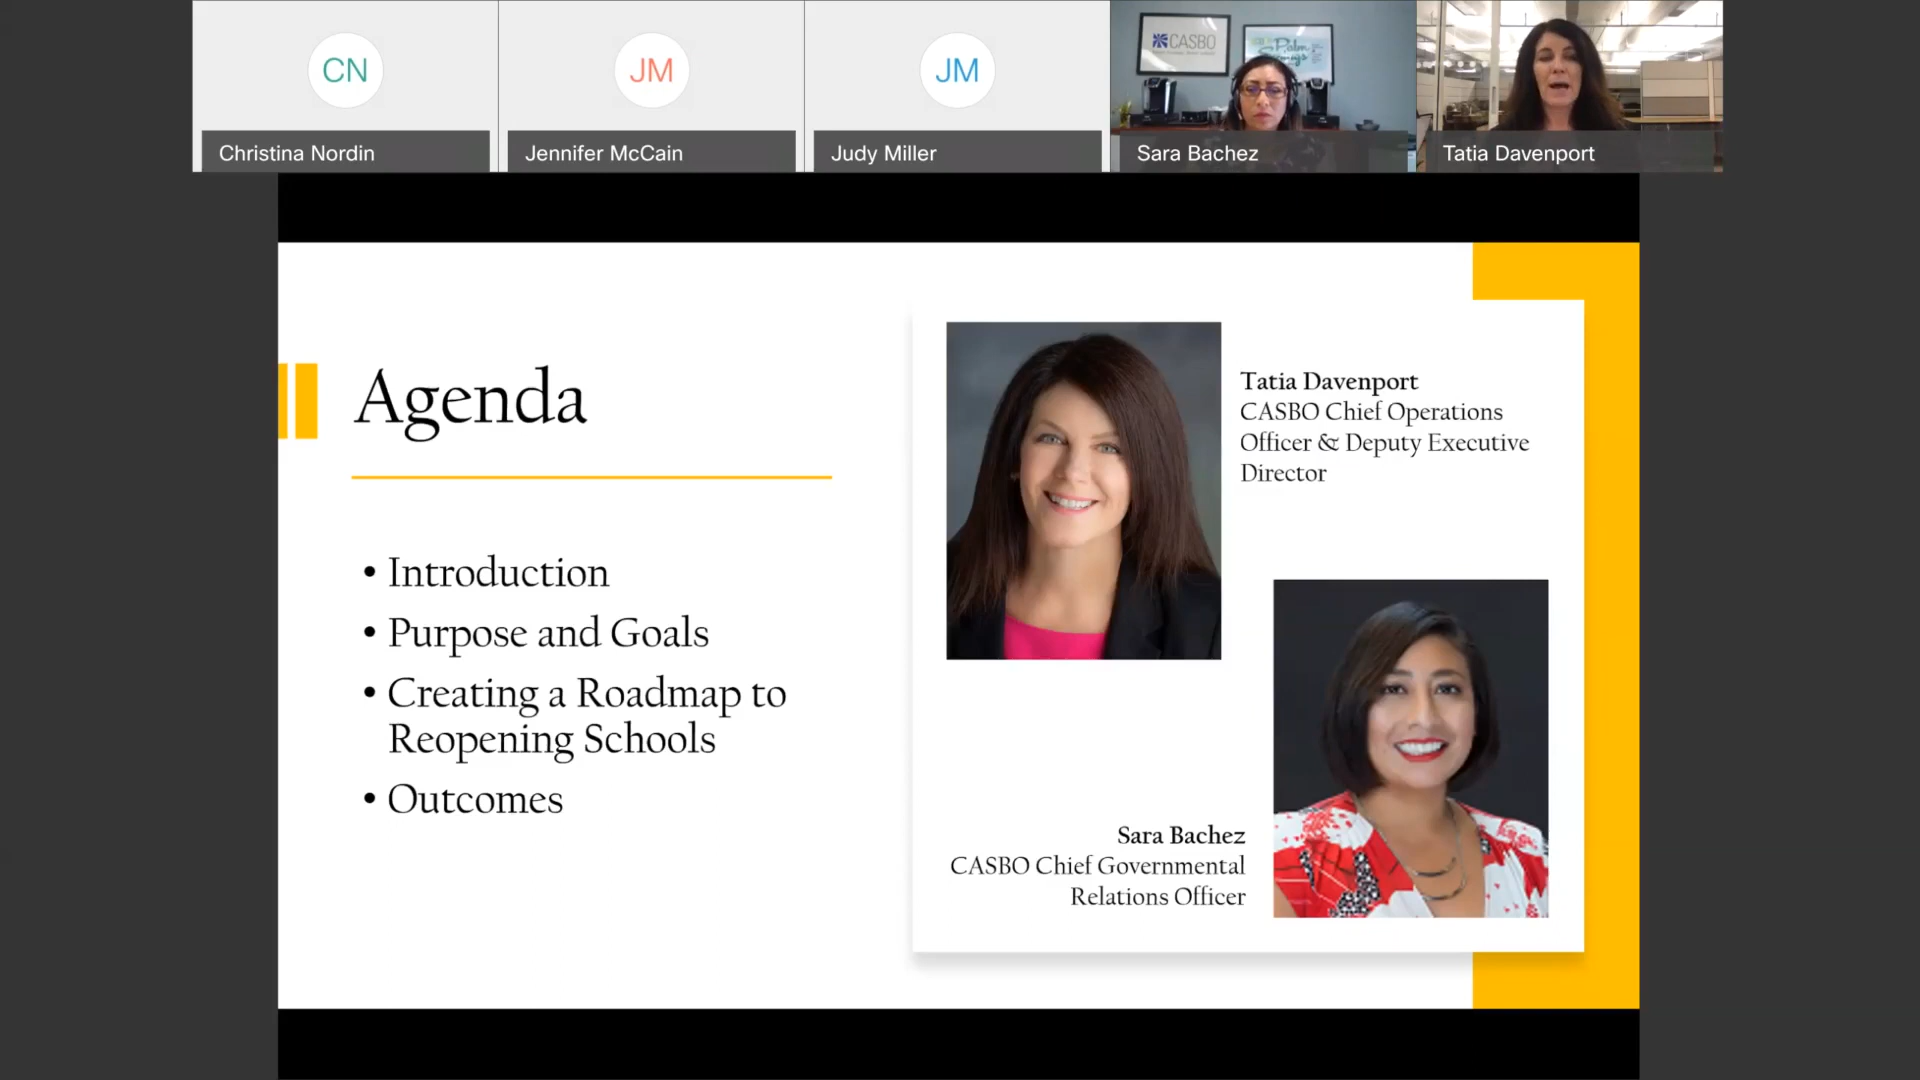 CN
JM
JM
CASBO
Palm
Springs
Christina Nordin
Jennifer McCain
Judy Miller
Sara Bachez
Tatia Davenport
Agenda
• Introduction
• Purpose and Goals
• Creating a Roadmap to
Reopening Schools
• Outcomes
Tatia Davenport
CASBO Chief Operations
Officer & Deputy Executive
Director
Sara Bachez
CASBO Chief Governmental
Relations Officer